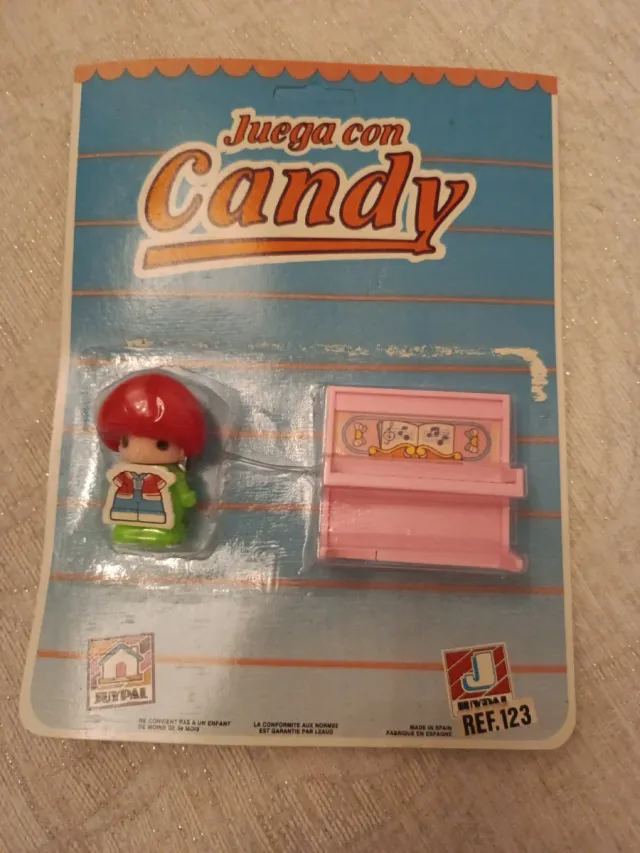 Juega con
Candy
JUYPAL
J
JUYPAL
REF.123
NE CONVIENT PAS A UN ENFANT
DE MOINS DE 36 MOIS
LA CONFORMITE AUX NORMES
EST GARANTIE PAR L'EAUD
MADE IN SPAIN
FABRIQUE EN ESPAGNE